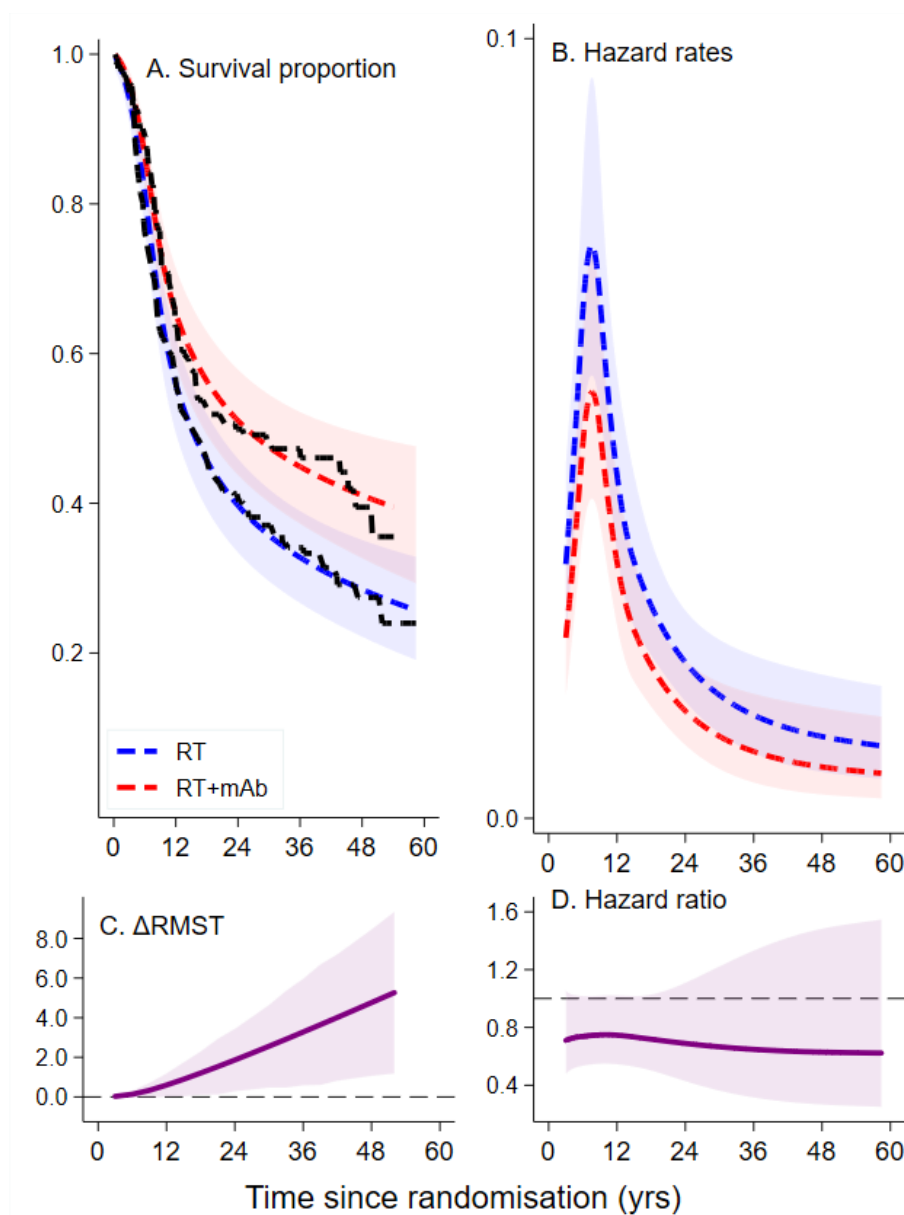 A. Survival proportion
1.0
0.8
0.6
0.4
0.2
RT
RT+mAb
0 12 24 36 48 60
B. Hazard rates
0.1
0.0
0 12 24 36 48 60
C. ΔRMST
8.0
6.0
4.0
2.0
0.0
0 12 24 36 48 60
D. Hazard ratio
1.6
1.2
0.8
0.4
0 12 24 36 48 60
Time since randomisation (yrs)